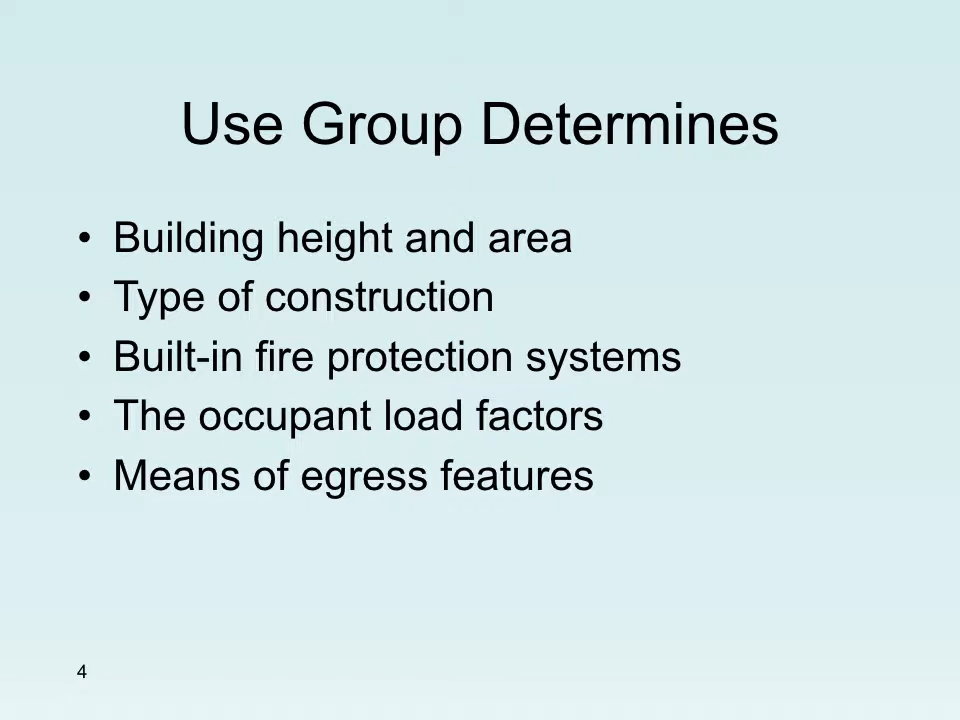 Use Group Determines
• Building height and area
• Type of construction
• Built-in fire protection systems
• The occupant load factors
• Means of egress features
4